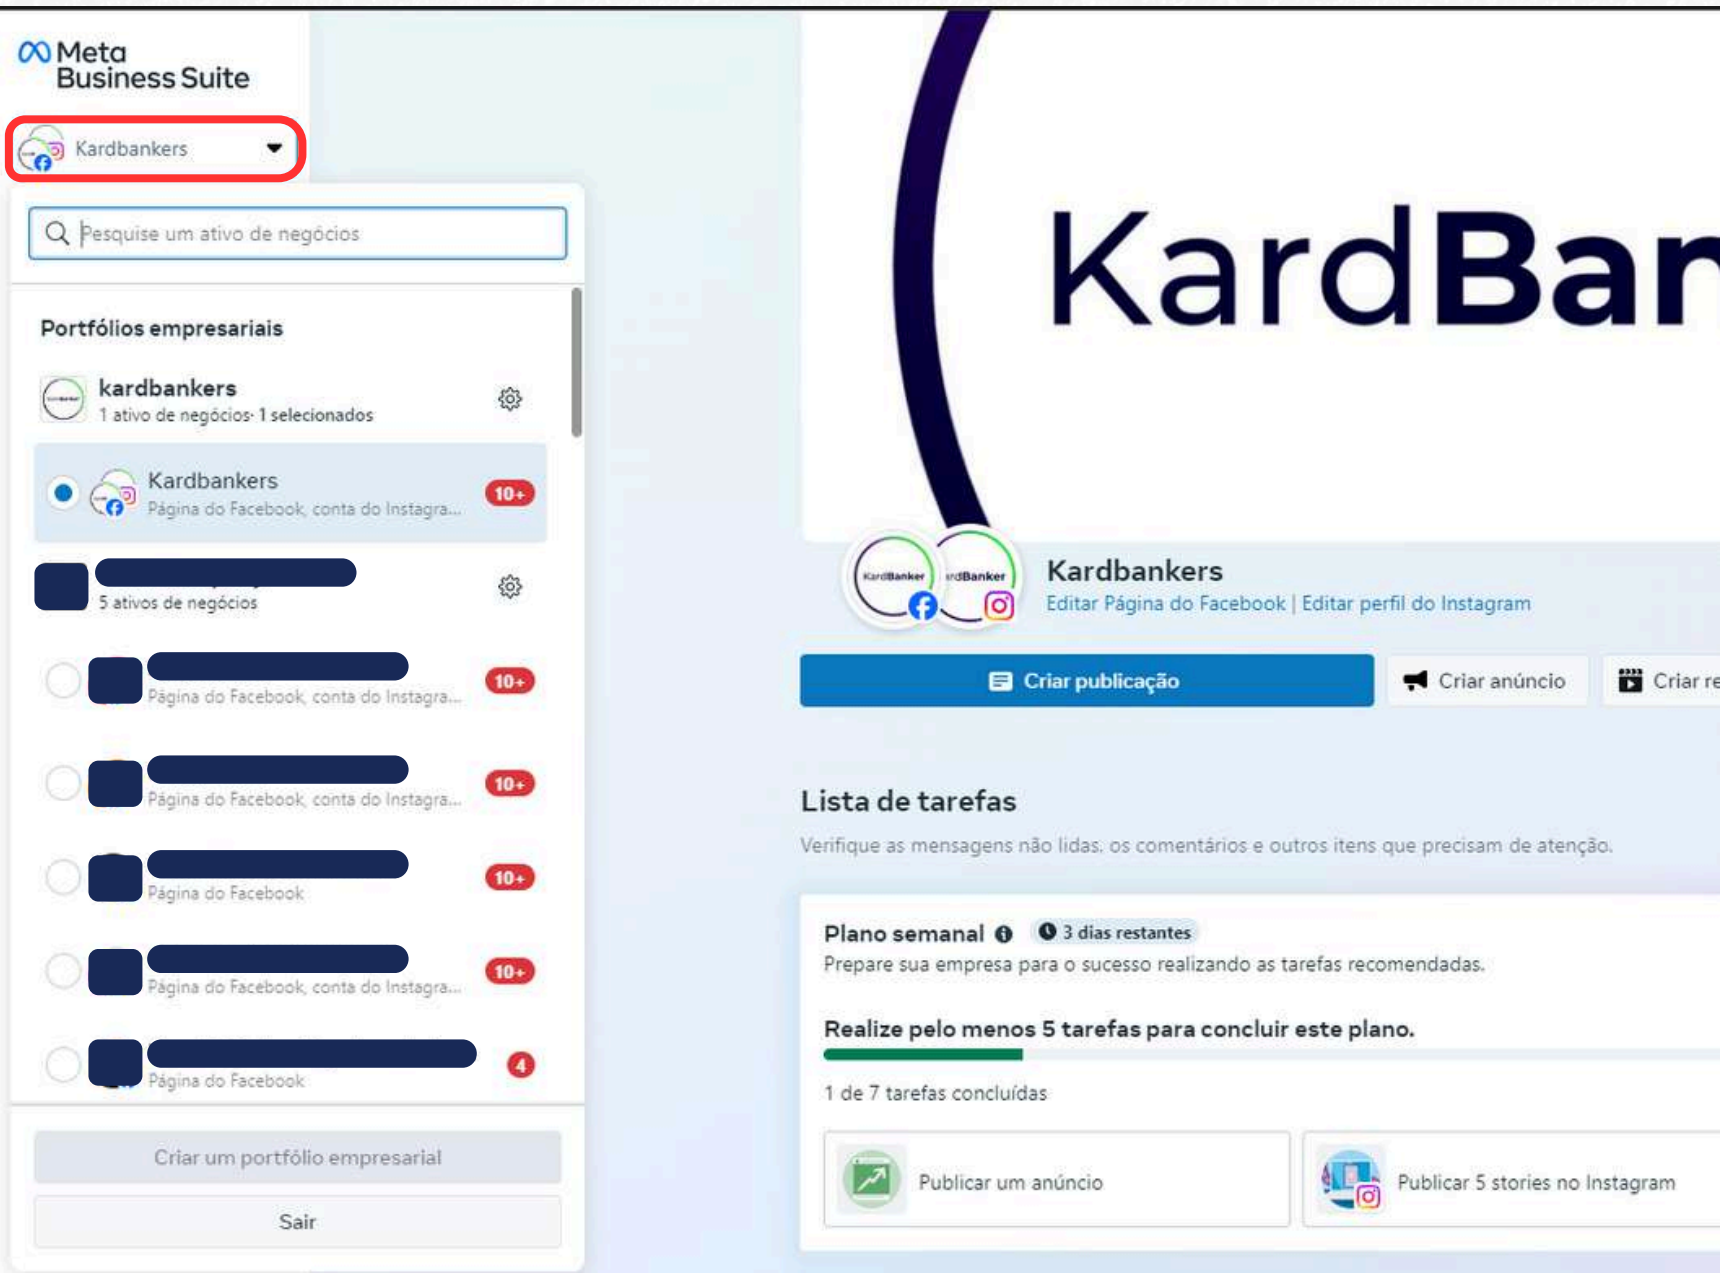 Meta
Business Suite
Kardbankers
Pesquise um ativo de negócios
Portfólios empresariais
kardbankers
1 ativo de negócios· 1 selecionados
Kardbankers
Página do Facebook, conta do Instagra...
10+
5 ativos de negócios
10+
Página do Facebook, conta do Instagra...
10+
Página do Facebook, conta do Instagra...
10+
Página do Facebook
10+
Página do Facebook, conta do Instagra...
4
Página do Facebook
Criar um portfólio empresarial
Sair
KardBan
KardBanker
rdBanker
Kardbankers
Editar Página do Facebook | Editar perfil do Instagram
Criar publicação
Criar anúncio
Criar re
Lista de tarefas
Verifique as mensagens não lidas, os comentários e outros itens que precisam de atenção.
Plano semanal
3 dias restantes
Prepare sua empresa para o sucesso realizando as tarefas recomendadas.
Realize pelo menos 5 tarefas para concluir este plano.
1 de 7 tarefas concluídas
Publicar um anúncio
Publicar 5 stories no Instagram